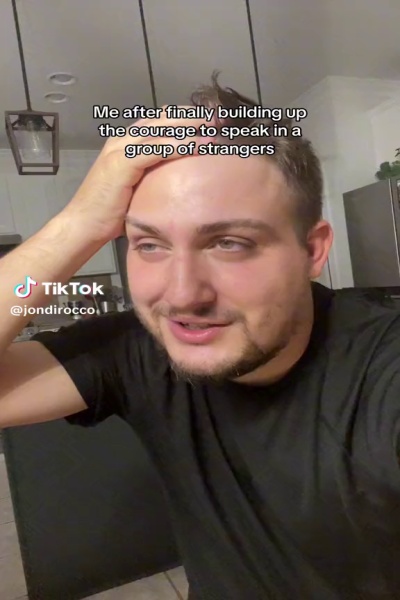 Me after finally building up
the courage to speak in a
group of strangers
TikTok
@jondirocco